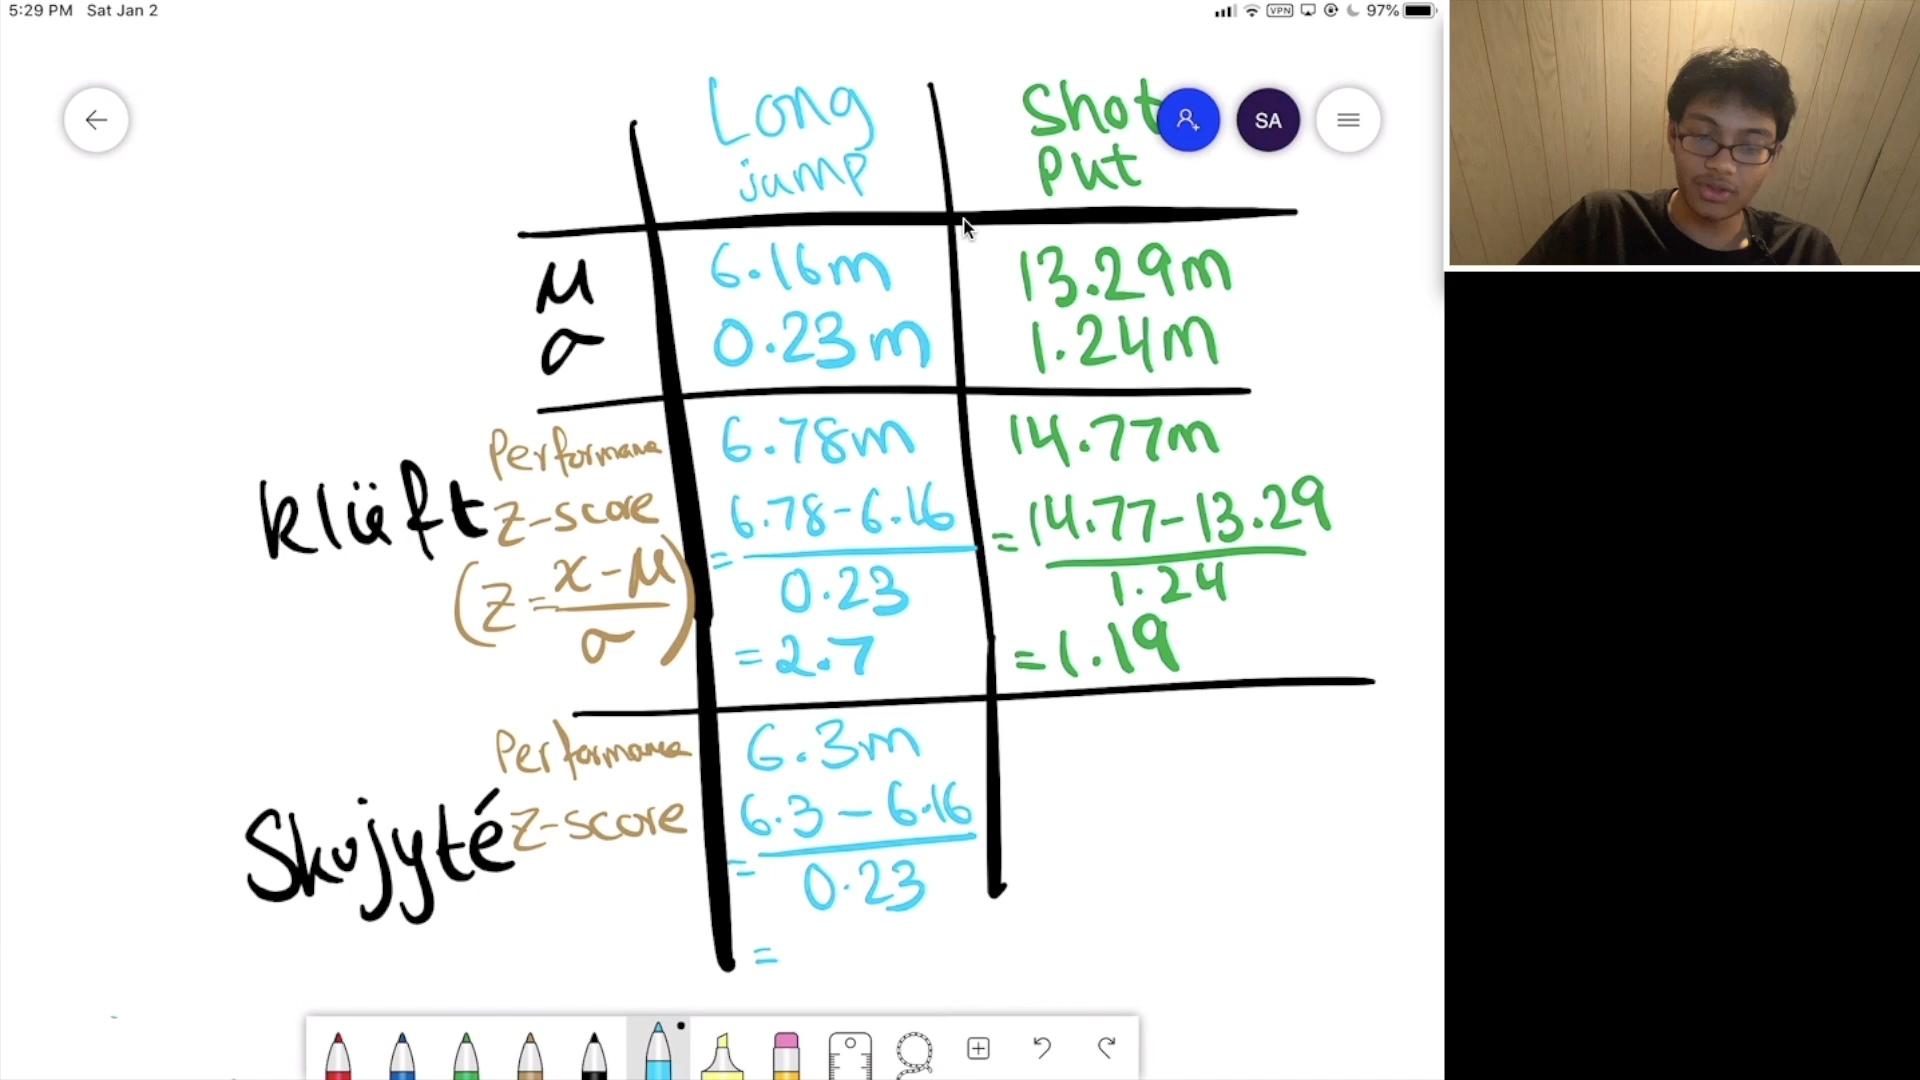 5:29 PM Sat Jan 2
VPN 97%
Long jump
Shot Put
SA
μ 6.16m 13.29m
σ 0.23m 1.24m
Performance 6.78m 14.77m
klüft z-score = 6.78-6.16 / 0.23 = 14.77-13.29 / 1.24
(z = x-μ / σ) = 2.7 = 1.19
Performance 6.3m
Skujyté z-score = 6.3-6.16 / 0.23
=